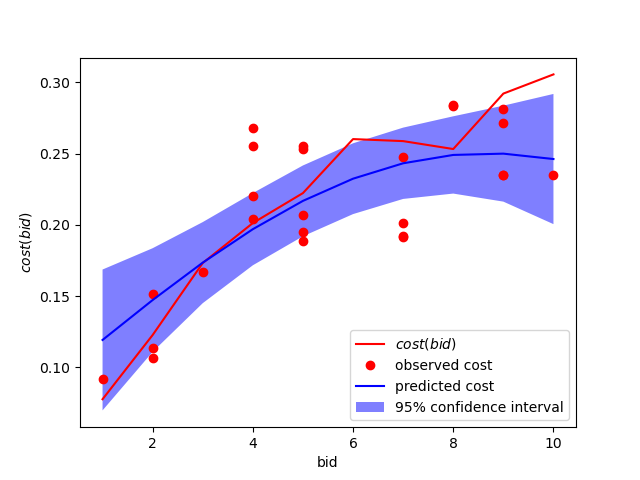 0.30
0.25
0.20
0.15
0.10
cost(bid)
2
4
6
8
10
bid
cost(bid)
observed cost
predicted cost
95% confidence interval